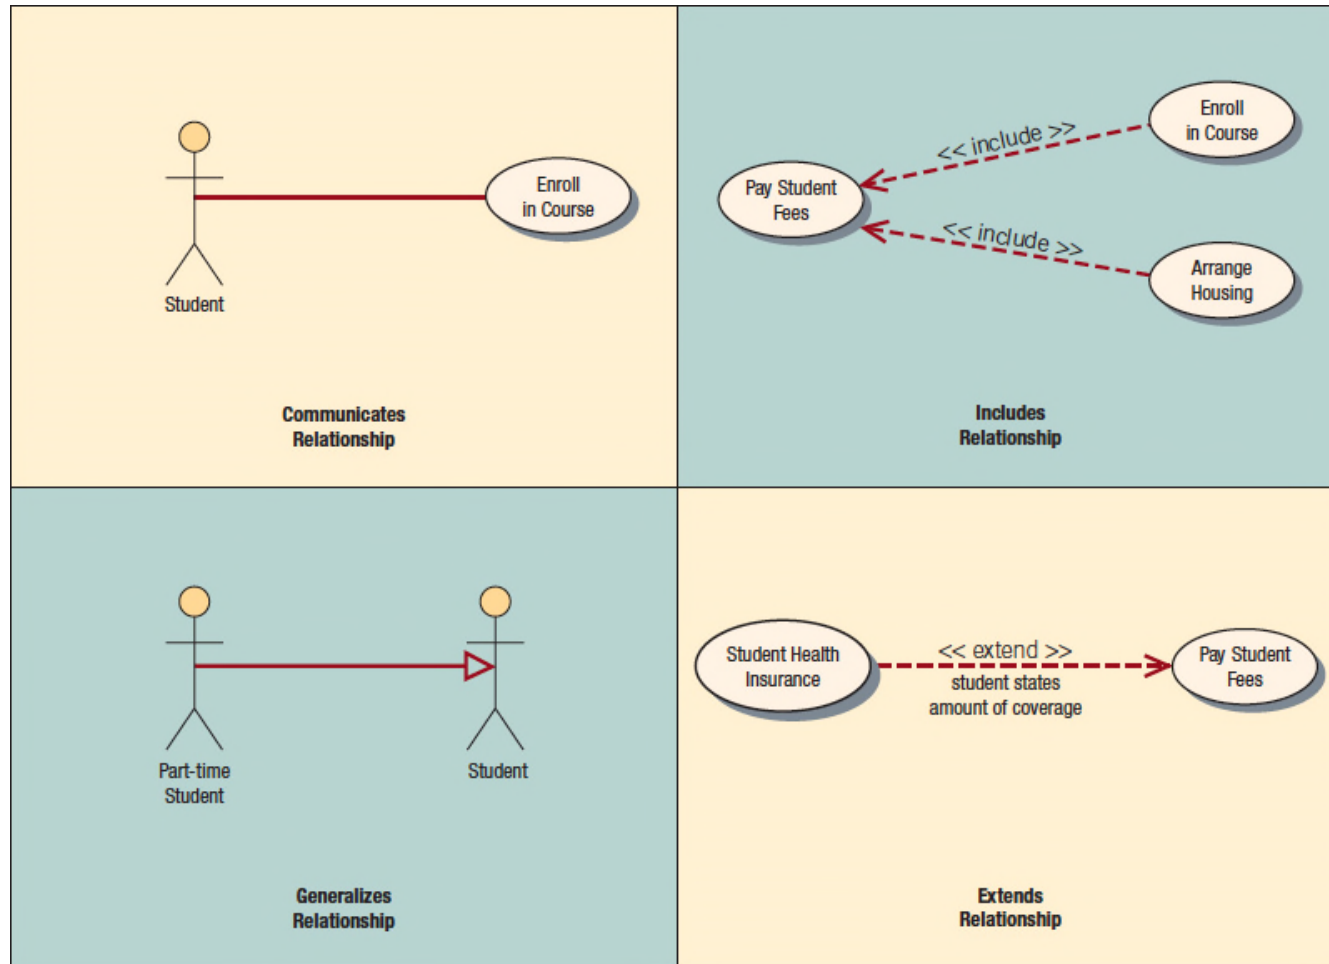 Enroll
in Course
Student
Communicates
Relationship
Enroll
in Course
<< include >>
Pay Student
Fees
<< include >>
Arrange
Housing
Includes
Relationship
Part-time
Student
Student
Generalizes
Relationship
Student Health
Insurance
<< extend >>
student states
amount of coverage
Pay Student
Fees
Extends
Relationship